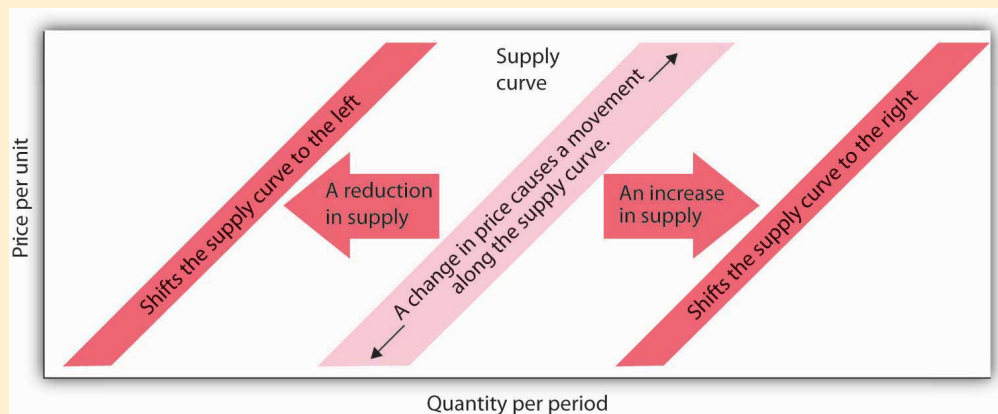 Supply
curve
Price per unit
Shifts the supply curve to the left
A reduction
in supply
A change in price causes a movement
along the supply curve.
An increase
in supply
Shifts the supply curve to the right
Quantity per period